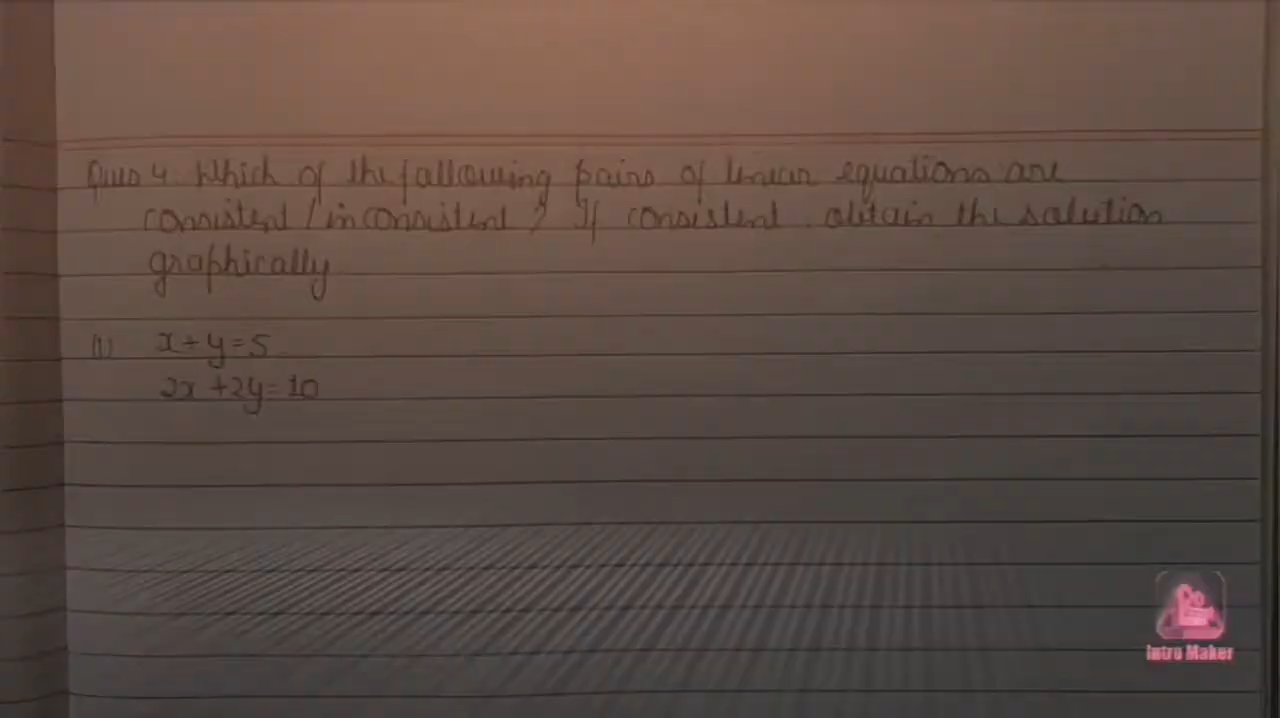 Ques 4. Which of the following pairs of linear equations are
consistent / inconsistent? If consistent, obtain the solution
graphically
(i) x + y = 5
2x + 2y = 10
Intro Maker